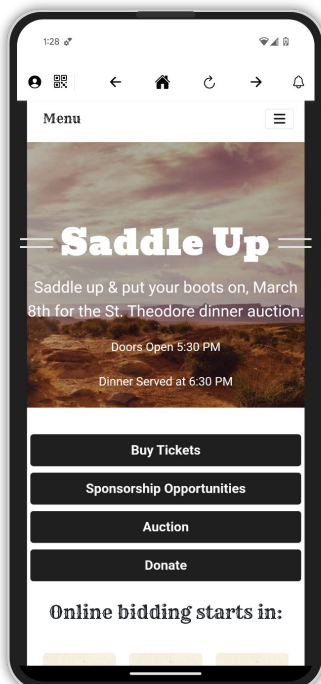 1:28
Menu
Saddle Up
Saddle up & put your boots on, March
8th for the St. Theodore dinner auction.
Doors Open 5:30 PM
Dinner Served at 6:30 PM
Buy Tickets
Sponsorship Opportunities
Auction
Donate
Online bidding starts in: